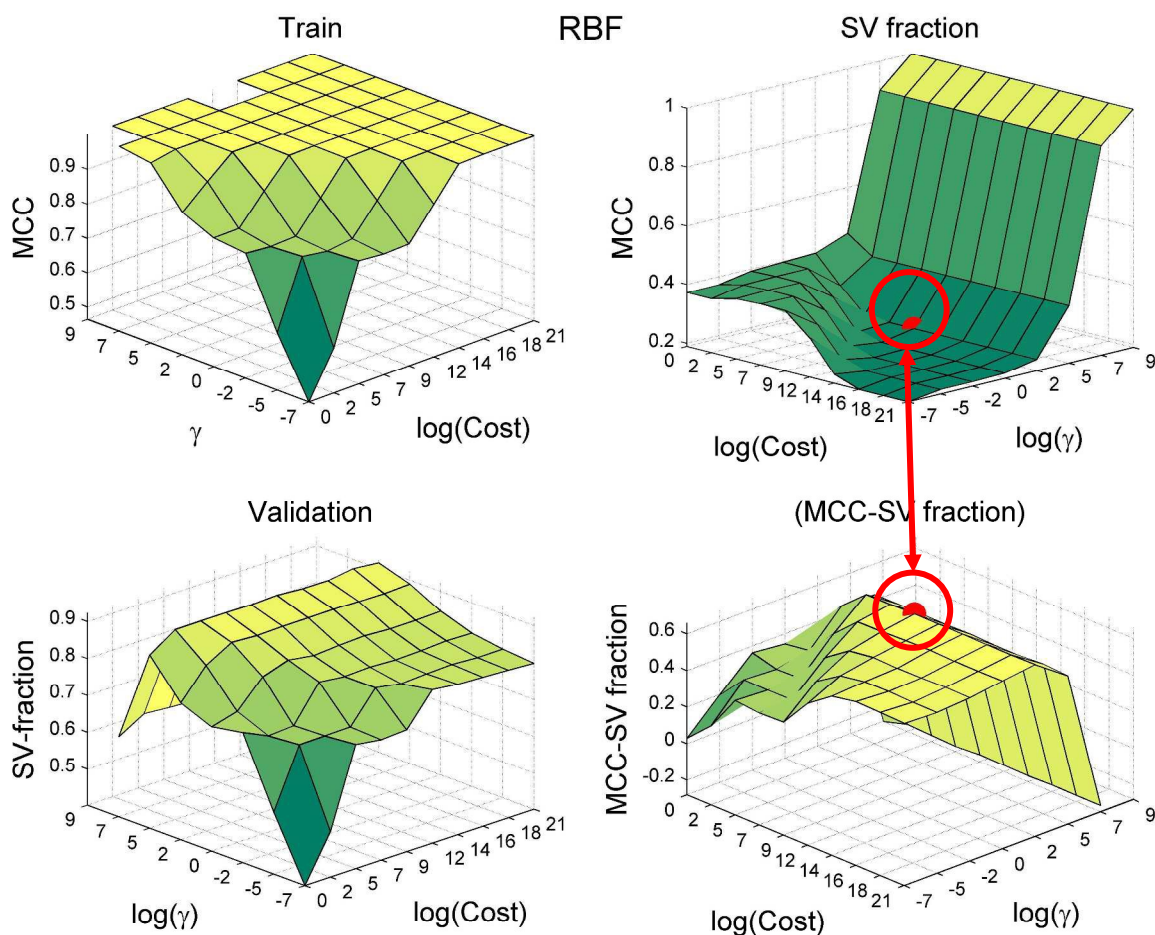 RBF
Train
MCC
0.9
0.8
0.7
0.6
0.5
9 7 5 2 0 -2 -5 -7
γ
0 2 5 7 9 12 14 16 18 21
log(Cost)
SV fraction
MCC
1
0.8
0.6
0.4
0.2
0 2 5 7 9 12 14 16 18 21
log(Cost)
-7 -5 -2 0 2 5 7 9
log(γ)
Validation
SV-fraction
0.9
0.8
0.7
0.6
0.5
9 7 5 2 0 -2 -5 -7
log(γ)
0 2 5 7 9 12 14 16 18 21
log(Cost)
(MCC-SV fraction)
MCC-SV fraction
0.6
0.4
0.2
0
-0.2
0 2 5 7 9 12 14 16 18 21
log(Cost)
-7 -5 -2 0 2 5 7 9
log(γ)